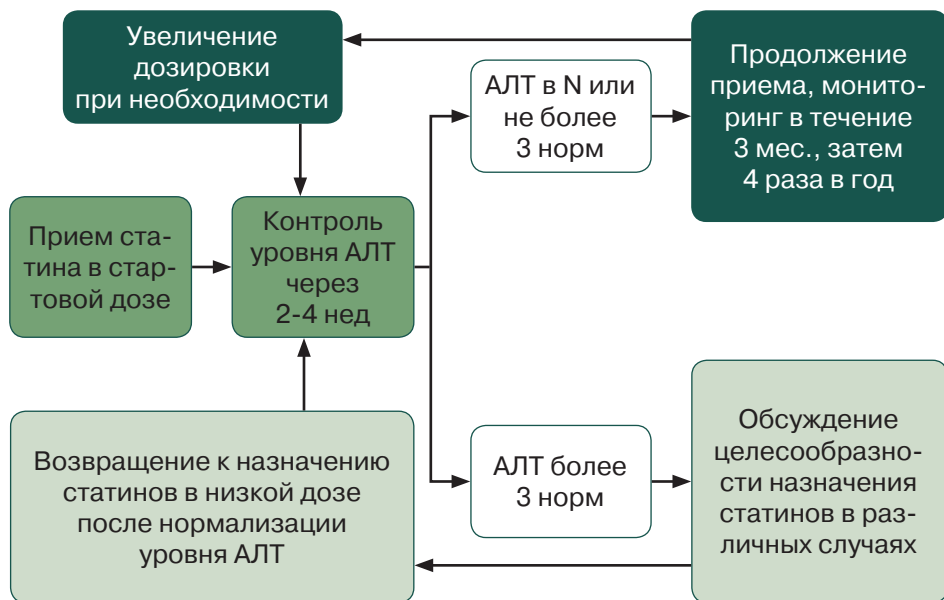 Увеличение
дозировки
при необходимости
АЛТ в N или
не более
3 норм
Продолжение
приема, монито-
ринг в течение
3 мес., затем
4 раза в год
Прием ста-
тина в стар-
товой дозе
Контроль
уровня АЛТ
через
2-4 нед
Возвращение к назначению
статинов в низкой дозе
после нормализации
уровня АЛТ
АЛТ более
3 норм
Обсуждение
целесообразно-
сти назначения
статинов в раз-
личных случаях